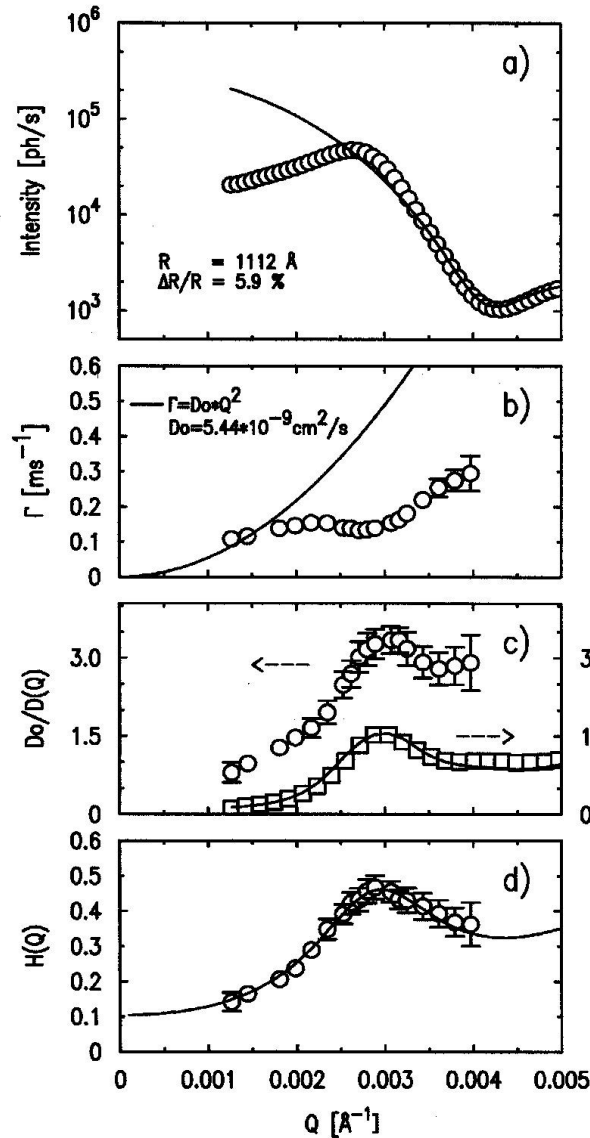 10⁶
a)
10⁵
10⁴
10³
Intensity [ph/s]
R = 1112 Å
ΔR/R = 5.9 %
0.6
b)
Γ=Do*Q²
Do=5.44*10⁻⁹cm²/s
0.5
0.4
0.3
0.2
0.1
0
Γ [ms⁻¹]
c)
3.0
3
1.5
1
0
0
Do/D(Q)
0.6
d)
0.5
0.4
0.3
0.2
0.1
0
H(Q)
0 0.001 0.002 0.003 0.004 0.005
Q [Å⁻¹]